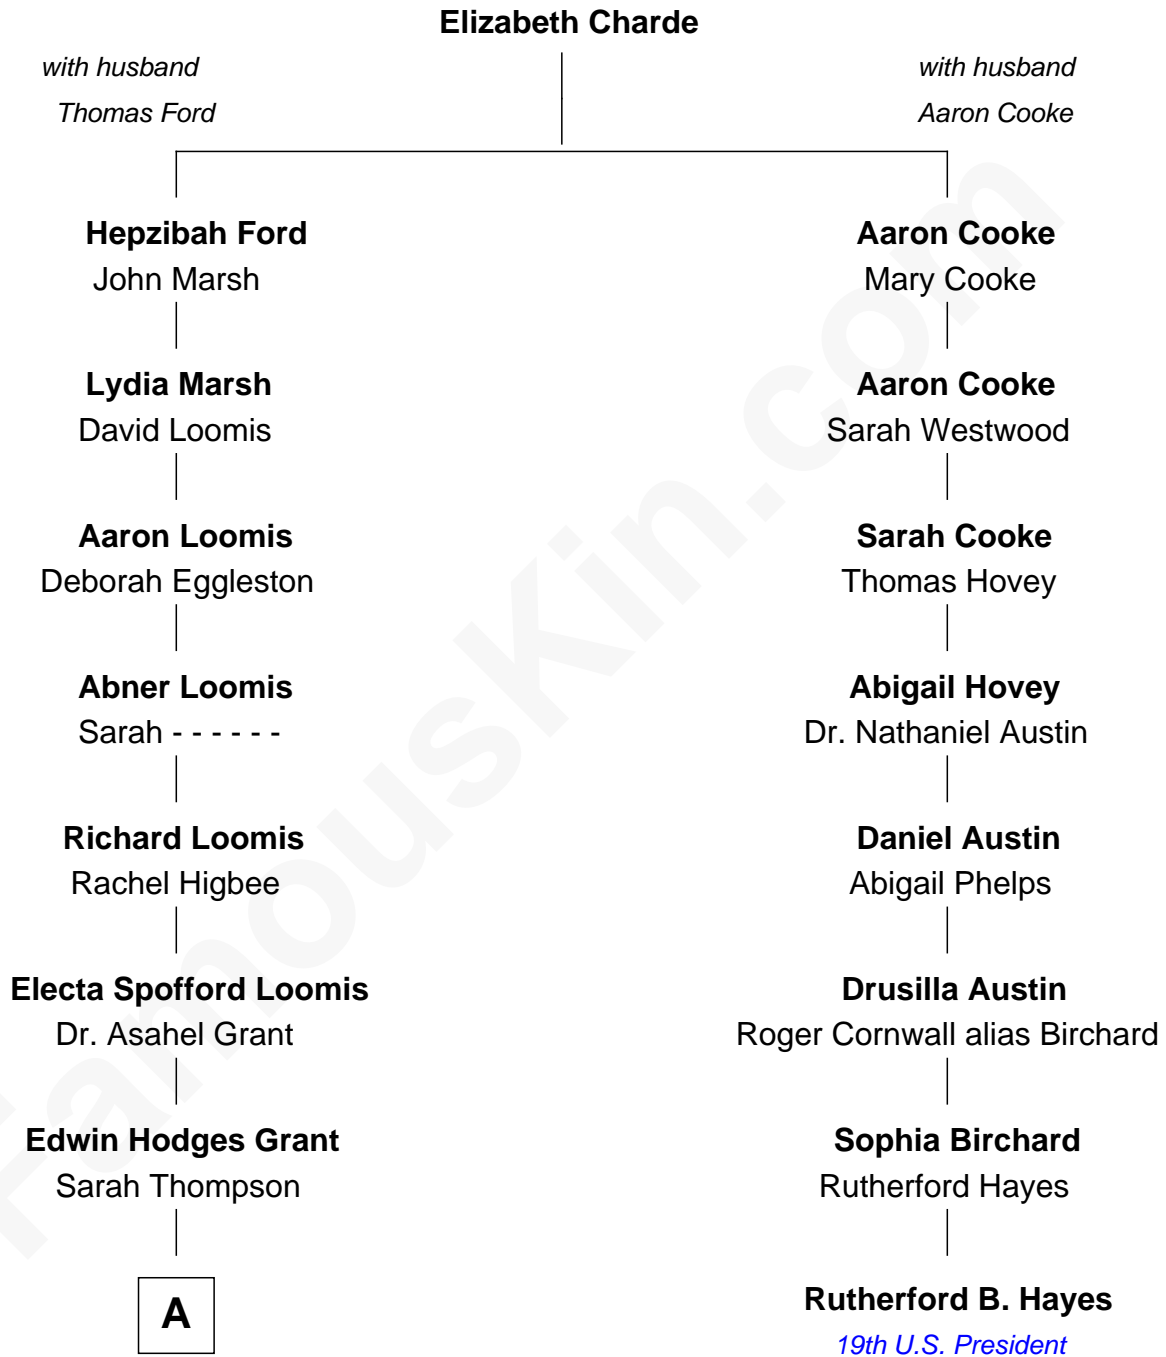 Elizabeth Charde
with husband
Thomas Ford
with husband
Aaron Cooke
Hepzibah Ford
John Marsh
Aaron Cooke
Mary Cooke
Lydia Marsh
David Loomis
Aaron Cooke
Sarah Westwood
Aaron Loomis
Deborah Eggleston
Sarah Cooke
Thomas Hovey
Abner Loomis
Sarah - - - - - -
Abigail Hovey
Dr. Nathaniel Austin
Richard Loomis
Rachel Higbee
Daniel Austin
Abigail Phelps
Electa Spofford Loomis
Dr. Asahel Grant
Drusilla Austin
Roger Cornwall alias Birchard
Edwin Hodges Grant
Sarah Thompson
Sophia Birchard
Rutherford Hayes
A
Rutherford B. Hayes
19th U.S. President
FamousKin.com